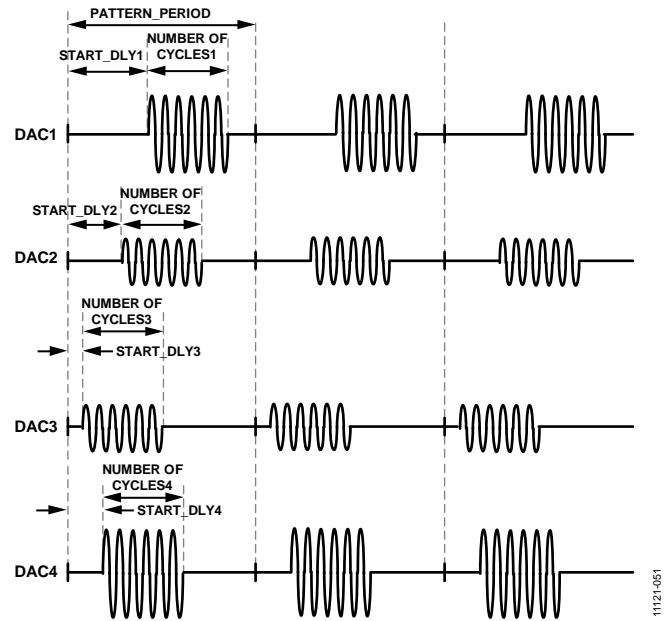 PATTERN_PERIOD
NUMBER OF
CYCLES1
START_DLY1
DAC1
NUMBER OF
CYCLES2
START_DLY2
DAC2
NUMBER OF
CYCLES3
START_DLY3
DAC3
NUMBER OF
CYCLES4
START_DLY4
DAC4
11121-051